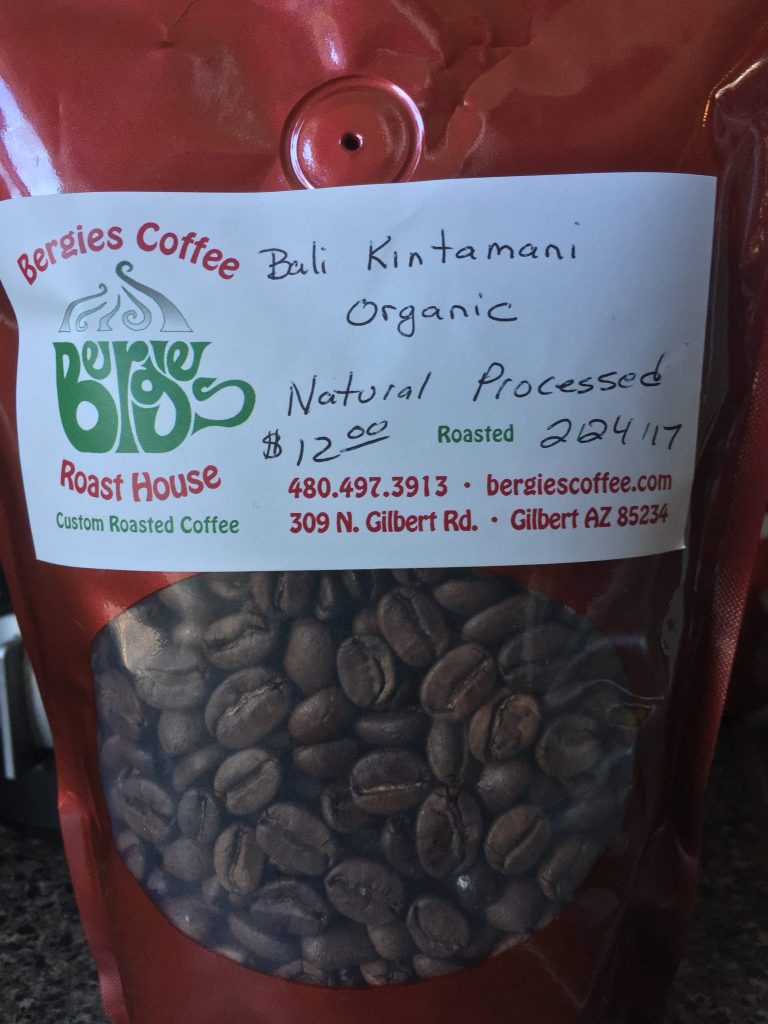 Bergies Coffee
Bergies
Roast House
Custom Roasted Coffee
Bali Kintamani
Organic
Natural Processed
$12.00 Roasted 2/24/17
480.497.3913 · bergiescoffee.com
309 N. Gilbert Rd. · Gilbert AZ 85234